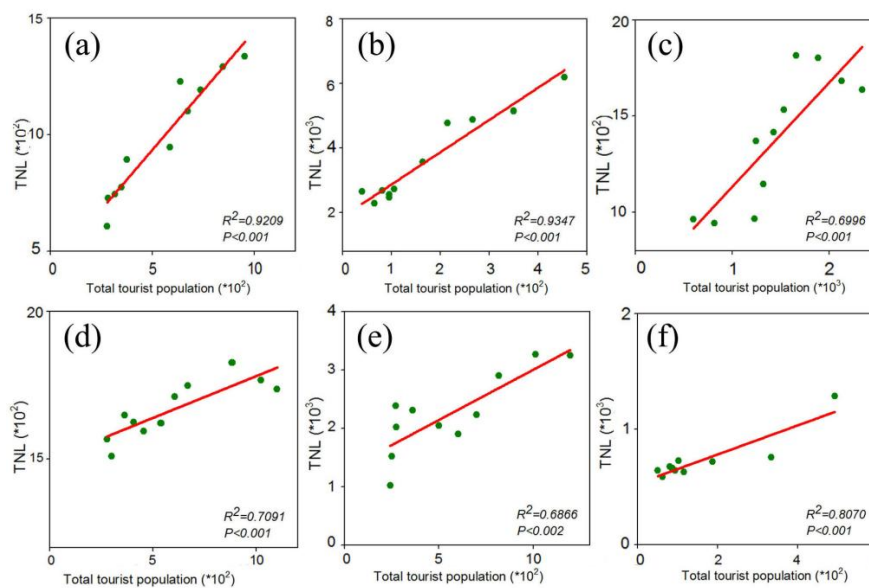 (a)
15
10
5
TNL (*10²)
R²=0.9209
P<0.001
0
5
10
Total tourist population (*10²)
(b)
8
6
4
2
TNL (*10³)
R²=0.9347
P<0.001
0
1
2
3
4
5
Total tourist population (*10²)
(c)
20
15
10
TNL (*10²)
R²=0.6996
P<0.001
0
1
2
Total tourist population (*10³)
(d)
20
15
TNL (*10²)
R²=0.7091
P<0.001
0
5
10
Total tourist population (*10²)
(e)
4
3
2
1
TNL (*10³)
R²=0.6866
P<0.002
0
5
10
Total tourist population (*10²)
(f)
2
1
0
TNL (*10³)
R²=0.8070
P<0.001
0
2
4
Total tourist population (*10²)